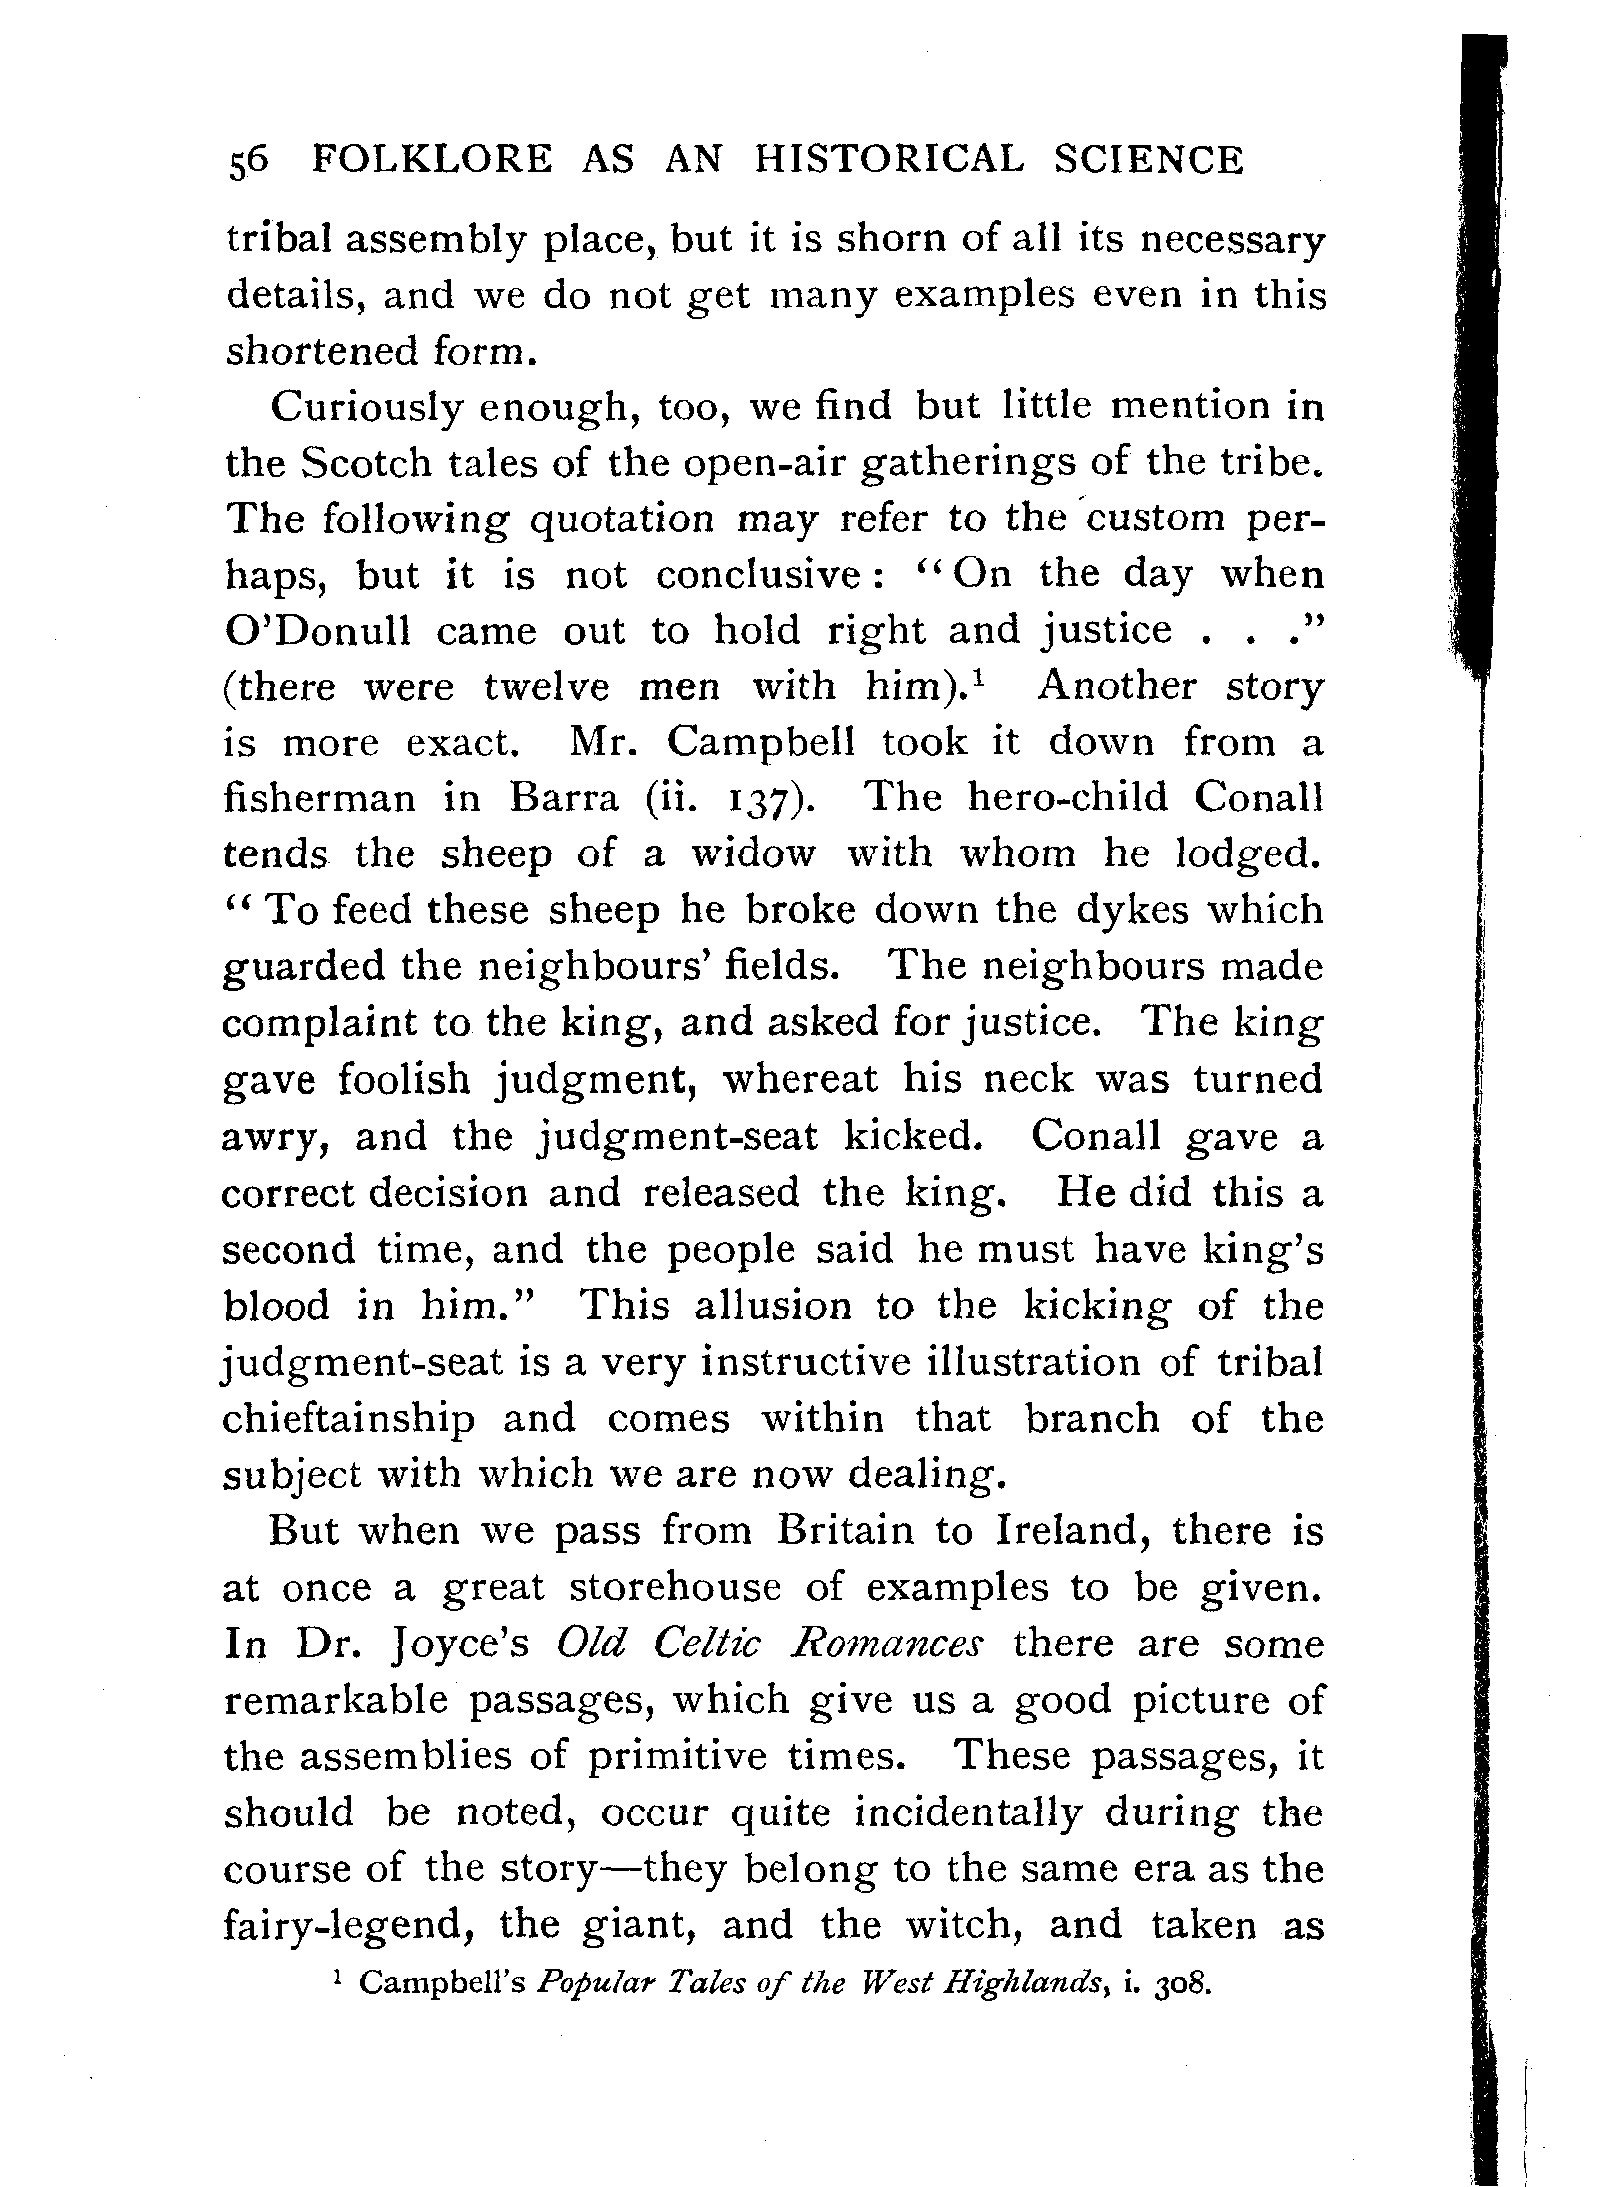 56 FOLKLORE AS AN HISTORICAL SCIENCE
tribal assembly place, but it is shorn of all its necessary
details, and we do not get many examples even in this
shortened form.
Curiously enough, too, we find but little mention in
the Scotch tales of the open-air gatherings of the tribe.
The following quotation may refer to the custom per-
haps, but it is not conclusive: “On the day when
O’Donull came out to hold right and justice . . .”
(there were twelve men with him).¹ Another story
is more exact. Mr. Campbell took it down from a
fisherman in Barra (ii. 137). The hero-child Conall
tends the sheep of a widow with whom he lodged.
“To feed these sheep he broke down the dykes which
guarded the neighbours’ fields. The neighbours made
complaint to the king, and asked for justice. The king
gave foolish judgment, whereat his neck was turned
awry, and the judgment-seat kicked. Conall gave a
correct decision and released the king. He did this a
second time, and the people said he must have king’s
blood in him.” This allusion to the kicking of the
judgment-seat is a very instructive illustration of tribal
chieftainship and comes within that branch of the
subject with which we are now dealing.
But when we pass from Britain to Ireland, there is
at once a great storehouse of examples to be given.
In Dr. Joyce’s Old Celtic Romances there are some
remarkable passages, which give us a good picture of
the assemblies of primitive times. These passages, it
should be noted, occur quite incidentally during the
course of the story—they belong to the same era as the
fairy-legend, the giant, and the witch, and taken as
¹ Campbell’s Popular Tales of the West Highlands, i. 308.